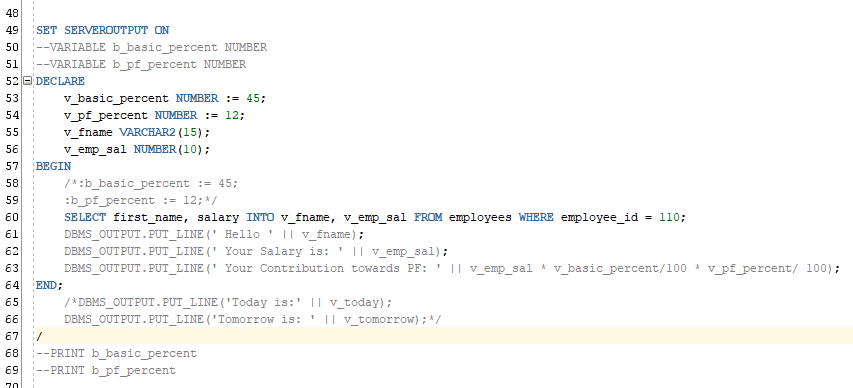 48
49 SET SERVEROUTPUT ON
50 --VARIABLE b_basic_percent NUMBER
51 --VARIABLE b_pf_percent NUMBER
52 DECLARE
53 v_basic_percent NUMBER := 45;
54 v_pf_percent NUMBER := 12;
55 v_fname VARCHAR2(15);
56 v_emp_sal NUMBER(10);
57 BEGIN
58 /*:b_basic_percent := 45;
59 :b_pf_percent := 12;*/
60 SELECT first_name, salary INTO v_fname, v_emp_sal FROM employees WHERE employee_id = 110;
61 DBMS_OUTPUT.PUT_LINE(' Hello ' || v_fname);
62 DBMS_OUTPUT.PUT_LINE(' Your Salary is: ' || v_emp_sal);
63 DBMS_OUTPUT.PUT_LINE(' Your Contribution towards PF: ' || v_emp_sal * v_basic_percent/100 * v_pf_percent/ 100);
64 END;
65 /*DBMS_OUTPUT.PUT_LINE('Today is:' || v_today);
66 DBMS_OUTPUT.PUT_LINE('Tomorrow is: ' || v_tomorrow);*/
67 /
68 --PRINT b_basic_percent
69 --PRINT b_pf_percent
70